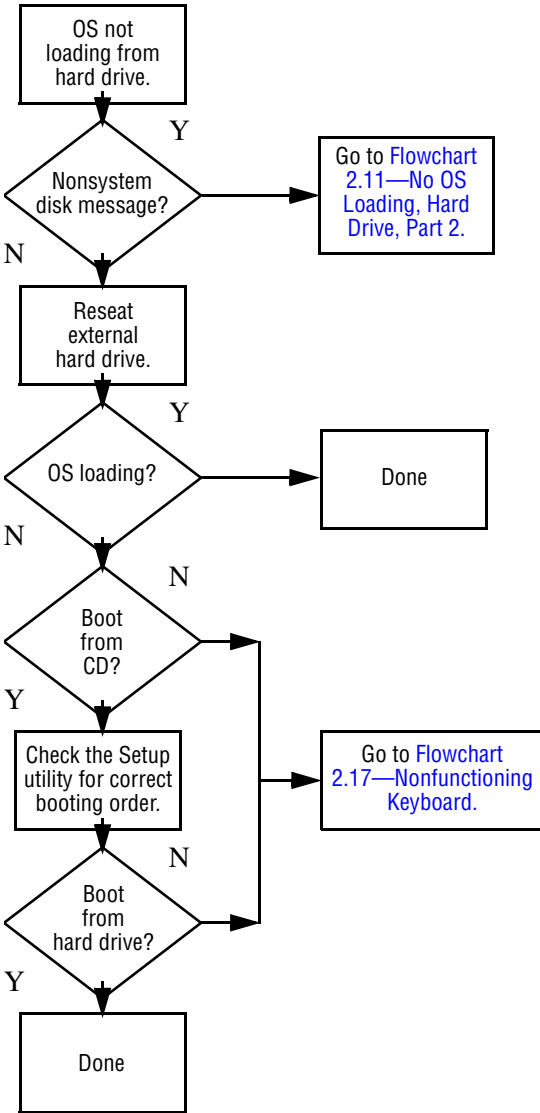 OS not
loading from
hard drive.
Y
Nonsystem
disk message?
Go to Flowchart
2.11—No OS
Loading, Hard
Drive, Part 2.
N
Reseat
external
hard drive.
Y
OS loading?
Done
N
N
Boot
from
CD?
Y
Check the Setup
utility for correct
booting order.
Go to Flowchart
2.17—Nonfunctioning
Keyboard.
N
Boot
from
hard drive?
Y
Done